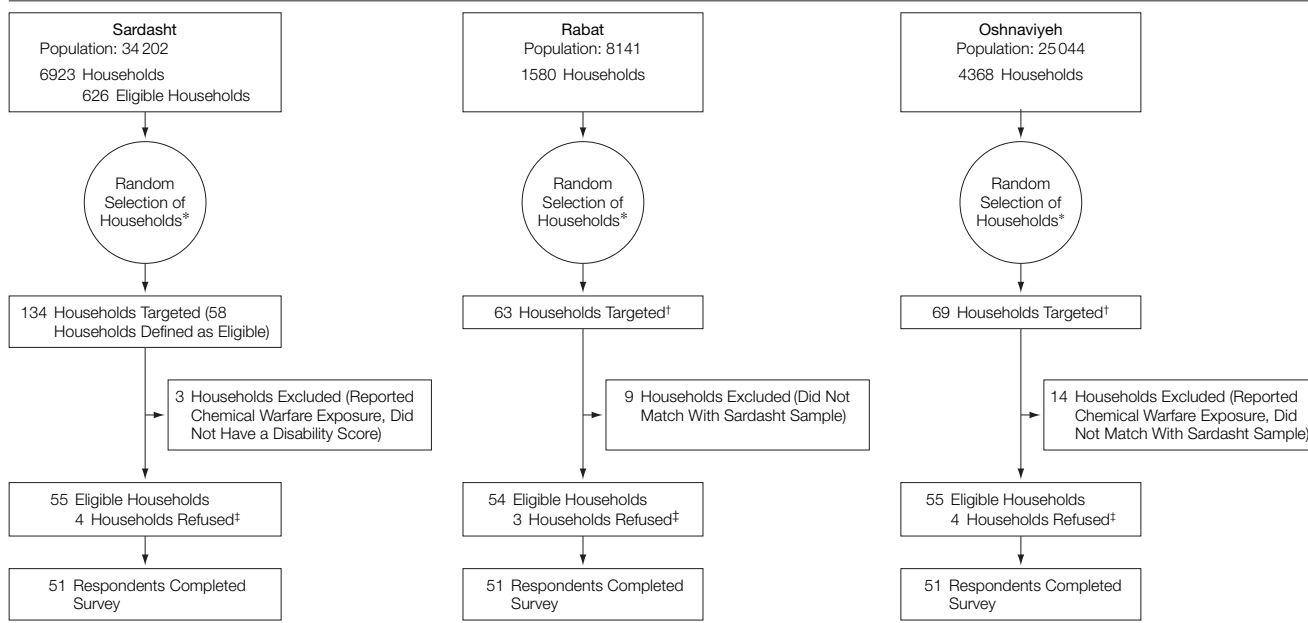 Sardasht
Population: 34 202
6923 Households
626 Eligible Households
Random
Selection of
Households*
134 Households Targeted (58
Households Defined as Eligible)
3 Households Excluded (Reported
Chemical Warfare Exposure, Did
Not Have a Disability Score)
55 Eligible Households
4 Households Refused‡
51 Respondents Completed
Survey
Rabat
Population: 8141
1580 Households
Random
Selection of
Households*
63 Households Targeted†
9 Households Excluded (Did Not
Match With Sardasht Sample)
54 Eligible Households
3 Households Refused‡
51 Respondents Completed
Survey
Oshnaviyeh
Population: 25 044
4368 Households
Random
Selection of
Households*
69 Households Targeted†
14 Households Excluded (Reported
Chemical Warfare Exposure, Did
Not Match With Sardasht Sample)
55 Eligible Households
4 Households Refused‡
51 Respondents Completed
Survey